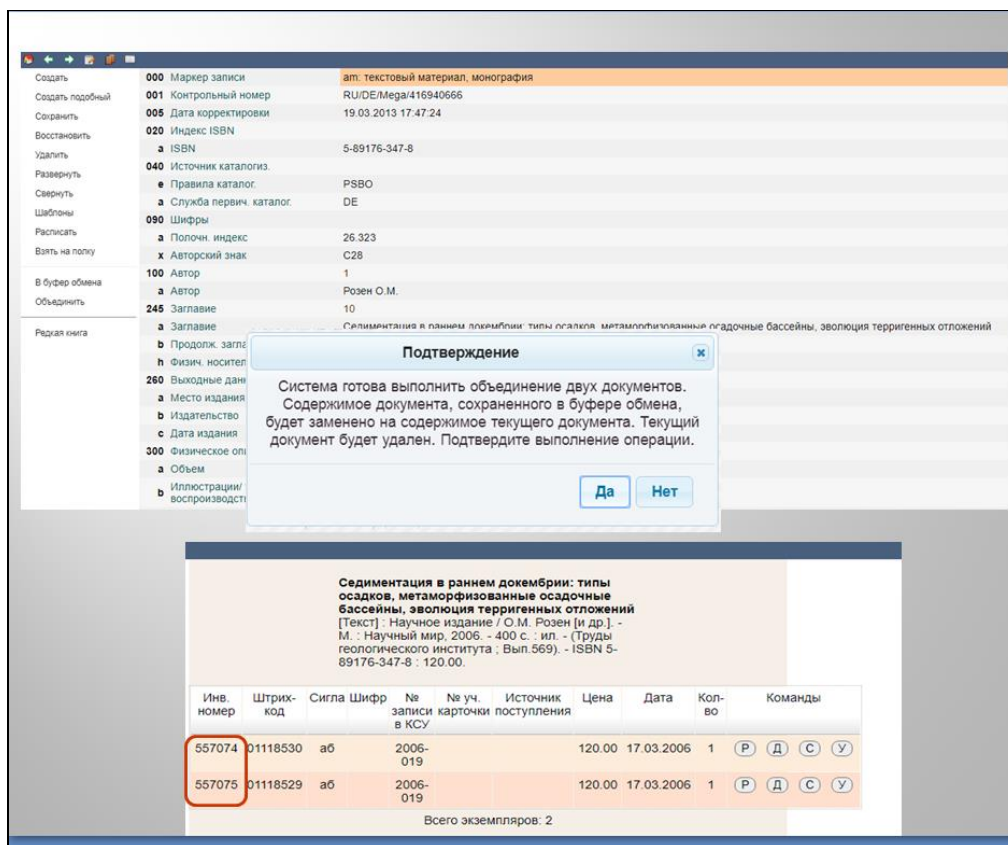 Создать
Создать подобный
Сохранить
Восстановить
Удалить
Развернуть
Свернуть
Шаблоны
Расписать
Взять на полку
В буфер обмена
Объединить
Редкая книга
000 Маркер записи am: текстовый материал, монография
001 Контрольный номер RU/DE/Mega/416940666
005 Дата корректировки 19.03.2013 17:47:24
020 Индекс ISBN
a ISBN 5-89176-347-8
040 Источник каталогиз.
e Правила каталог. PSBO
a Служба первич. каталог. DE
090 Шифры
a Полочн. индекс 26.323
x Авторский знак С28
100 Автор 1
a Автор Розен О.М.
245 Заглавие 10
a Заглавие Седиментация в раннем докембрии: типы осадков, метаморфизованные осадочные бассейны, эволюция терригенных отложений
b Продолж. загла
h Физич. носител
260 Выходные дан
a Место издания
b Издательство
c Дата издания
300 Физическое оп
a Объем
b Иллюстрации/
воспроизводст
Подтверждение
Система готова выполнить объединение двух документов.
Содержимое документа, сохраненного в буфере обмена,
будет заменено на содержимое текущего документа. Текущий
документ будет удален. Подтвердите выполнение операции.
Да Нет
Седиментация в раннем докембрии: типы
осадков, метаморфизованные осадочные
бассейны, эволюция терригенных отложений
[Текст] : Научное издание / О.М. Розен [и др.]. -
М. : Научный мир, 2006. - 400 с. : ил. - (Труды
геологического института ; Вып.569). - ISBN 5-
89176-347-8 : 120.00.
Инв. Штрих- Сигла Шифр № № уч. Источник Цена Дата Кол- Команды
номер код записи карточки поступления во
в КСУ
557074 01118530 аб 2006- 120.00 17.03.2006 1 Р Д С У
019
557075 01118529 аб 2006- 120.00 17.03.2006 1 Р Д С У
019
Всего экземпляров: 2